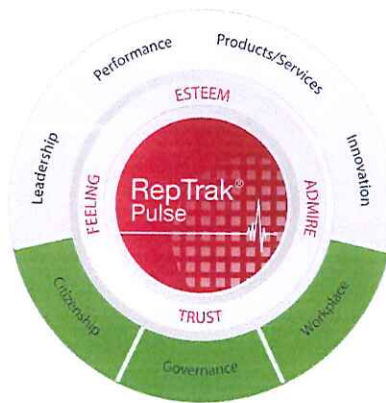 Performance
Products/Services
Leadership
Innovation
ESTEEM
FEELING
ADMIRE
RepTrak®
Pulse
TRUST
Citizenship
Governance
Workplace